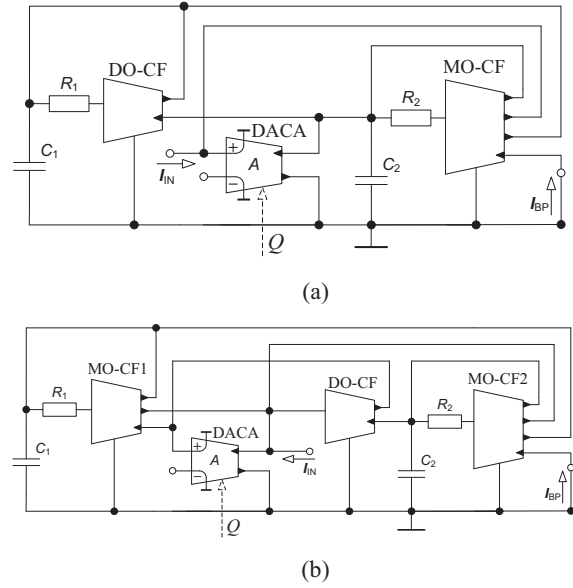 DO-CF
MO-CF
R1
R2
DACA
C1
+
A
−
C2
IIN
IBP
Q
(a)
MO-CF1
DO-CF
MO-CF2
R1
R2
DACA
C1
+
A
−
IIN
C2
IBP
Q
(b)